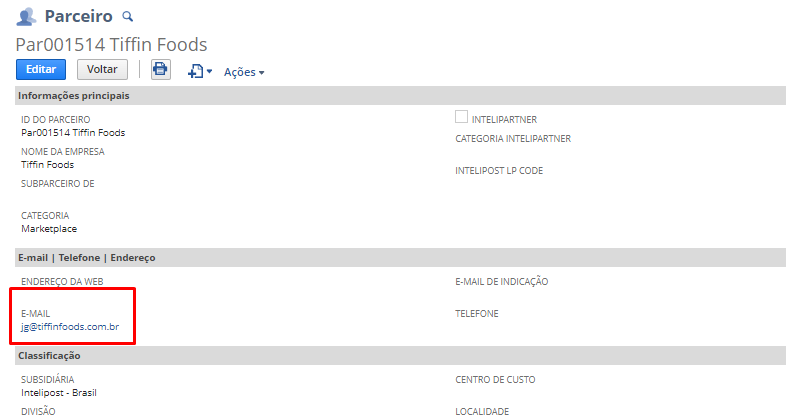 Parceiro
Par001514 Tiffin Foods
Editar Voltar Ações
Informações principais
ID DO PARCEIRO
Par001514 Tiffin Foods
NOME DA EMPRESA
Tiffin Foods
SUBPARCEIRO DE
CATEGORIA
Marketplace
INTELIPARTNER
CATEGORIA INTELIPARTNER
INTELIPOST LP CODE
E-mail | Telefone | Endereço
ENDEREÇO DA WEB
E-MAIL
jg@tiffinfoods.com.br
E-MAIL DE INDICAÇÃO
TELEFONE
Classificação
SUBSIDIÁRIA
Intelipost - Brasil
DIVISÃO
CENTRO DE CUSTO
LOCALIDADE